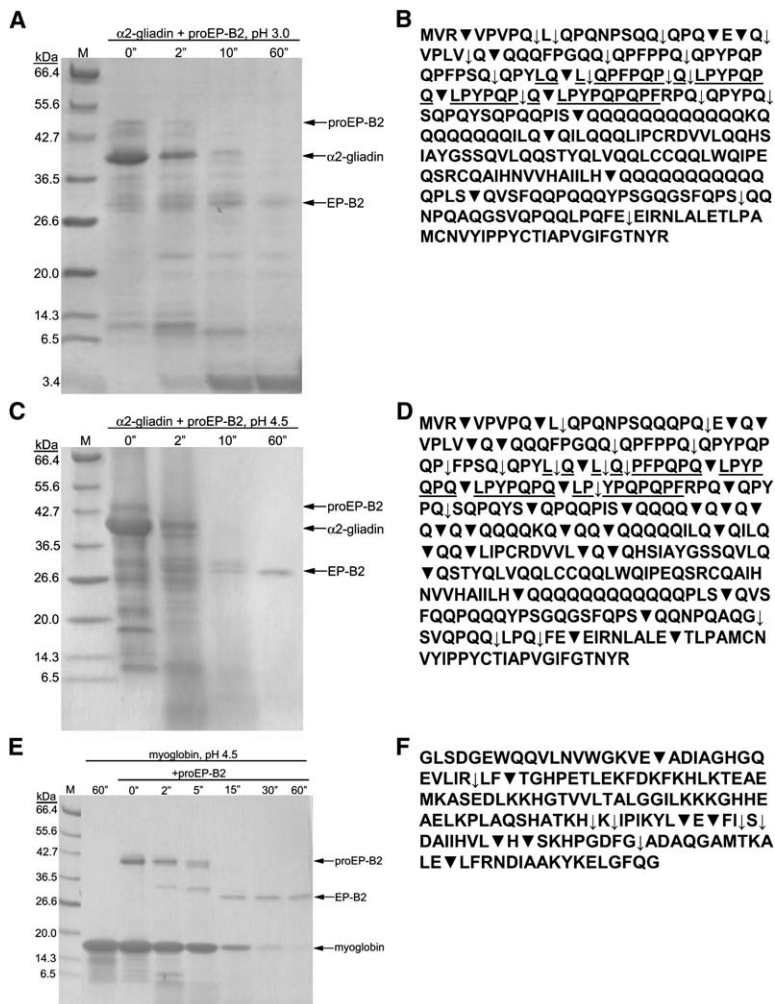 A
α2-gliadin + proEP-B2, pH 3.0
kDa M 0" 2" 10" 60"
66.4
55.6
proEP-B2
42.7
α2-gliadin
36.5
EP-B2
26.6
20.0
14.3
6.5
3.4
B
MVR▼VPVPQ↓L↓QPQNPSQQ↓QPQ▼E▼Q↓
VPLV↓Q▼QQQFPGQQ↓QPFPPQ↓QPYPQP
QPFPSQ↓QPYLQ▼L↓QPFPQP↓Q↓LPYPQP
Q▼LPYPQP↓Q▼LPYPQPQPFRPQ↓QPYPQ↓
SQPQYSQPQQPIS▼QQQQQQQQQQQQKQ
QQQQQQQILQ▼QILQQQLIPCRDVVLQQHS
IAYGSSQVLQQSTYQLVQQLCCQQLWQIPE
QSRCQAIHNVVHAIILH▼QQQQQQQQQQQ
QPLS▼QVSFQQPQQQYPSGQGSFQPS↓QQ
NPQAQGSVQPQQLPQFE↓EIRNLALETLPA
MCNVYIPPYCTIAPVGIFGTNYR
C
α2-gliadin + proEP-B2, pH 4.5
kDa M 0" 2" 10" 60"
66.4
55.6
proEP-B2
42.7
α2-gliadin
36.5
EP-B2
26.6
20.0
14.3
6.5
D
MVR▼VPVPQ▼L↓QPQNPSQQQPQ↓E▼Q▼
VPLV▼Q▼QQQFPGQQ↓QPFPPQ↓QPYPQP
QP↓FPSQ↓QPYL↓Q▼L↓Q↓PFPQPQ▼LPYP
QPQ▼LPYPQPQ▼LP↓YPQPQPFRPQ▼QPY
PQ↓SQPQYS▼QPQQPIS▼QQQQ▼Q▼Q▼
Q▼Q▼QQQQKQ▼QQ▼QQQQQILQ▼QILQ
▼QQ▼LIPCRDVVL▼Q▼QHSIAYGSSQVLQ
▼QSTYQLVQQLCCQQLWQIPEQSRCQAIH
NVVHAIILH▼QQQQQQQQQQQQPLS▼QVS
FQQPQQQYPSGQGSFQPS▼QQNPQAQG↓
SVQPQQ↓LPQ↓FE▼EIRNLALE▼TLPAMCN
VYIPPYCTIAPVGIFGTNYR
E
myoglobin, pH 4.5
+proEP-B2
kDa M 60" 0" 2" 5" 15" 30" 60"
66.4
55.6
42.7
proEP-B2
36.5
EP-B2
26.6
20.0
myoglobin
14.3
6.5
F
GLSDGEWQQVLNVWGKVE▼ADIAGHGQ
EVLIR↓LF▼TGHPETLEKFDKFKHLKTEAE
MKASEDLKKHGTVVLTALGGILKKKGHHE
AELKPLAQSHATKH↓K↓IPIKYL▼E▼FI↓S↓
DAIIHVL▼H▼SKHPGDFG↓ADAQGAMTKA
LE▼LFRNDIAAKYKELGFQG